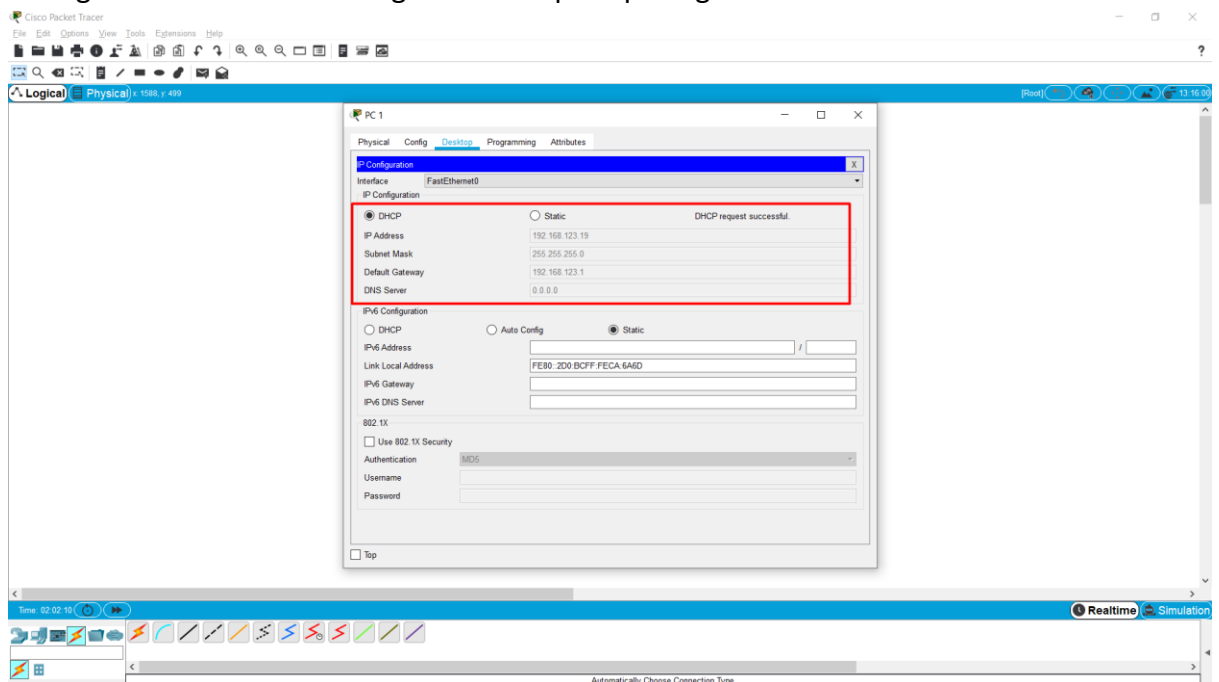 Cisco Packet Tracer
File Edit Options View Tools Extensions Help
?
Logical Physical x: 1588, y: 499 [Root] 13:16:00
PC 1
Physical Config Desktop Programming Attributes
IP Configuration X
Interface FastEthernet0
IP Configuration
DHCP Static DHCP request successful.
IP Address 192.168.123.19
Subnet Mask 255.255.255.0
Default Gateway 192.168.123.1
DNS Server 0.0.0.0
IPv6 Configuration
DHCP Auto Config Static
IPv6 Address /
Link Local Address FE80::2D0:BCFF:FECA:6A6D
IPv6 Gateway
IPv6 DNS Server
802.1X
Use 802.1X Security
Authentication MD5
Username
Password
Top
Time: 02:02:10 Realtime Simulation
Automatically Choose Connection Type